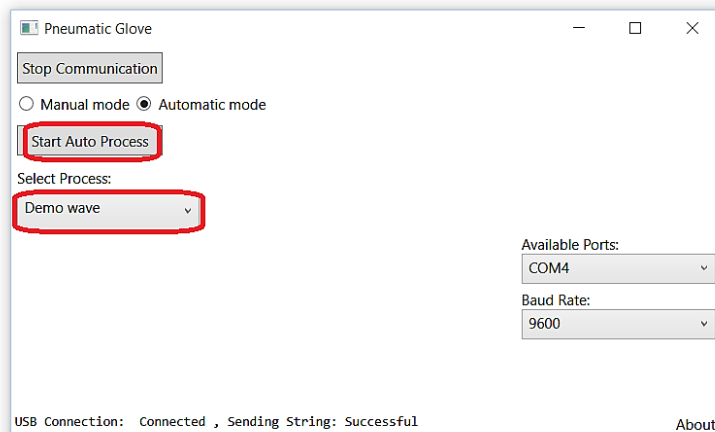 Pneumatic Glove
Stop Communication
Manual mode Automatic mode
Start Auto Process
Select Process:
Demo wave
Available Ports:
COM4
Baud Rate:
9600
USB Connection:  Connected , Sending String: Successful
About